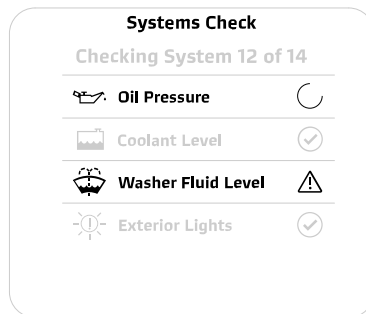 Systems Check
Checking System 12 of 14
Oil Pressure
Coolant Level
Washer Fluid Level
Exterior Lights